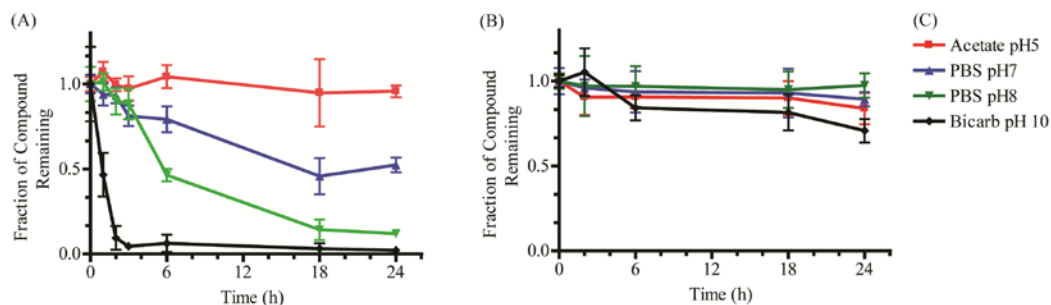 (A)
Fraction of Compound
Remaining
1.0
0.5
0.0
0
6
12
18
24
Time (h)
(B)
Fraction of Compound
Remaining
1.0
0.5
0.0
0
6
12
18
24
Time (h)
(C)
Acetate pH5
PBS pH7
PBS pH8
Bicarb pH 10